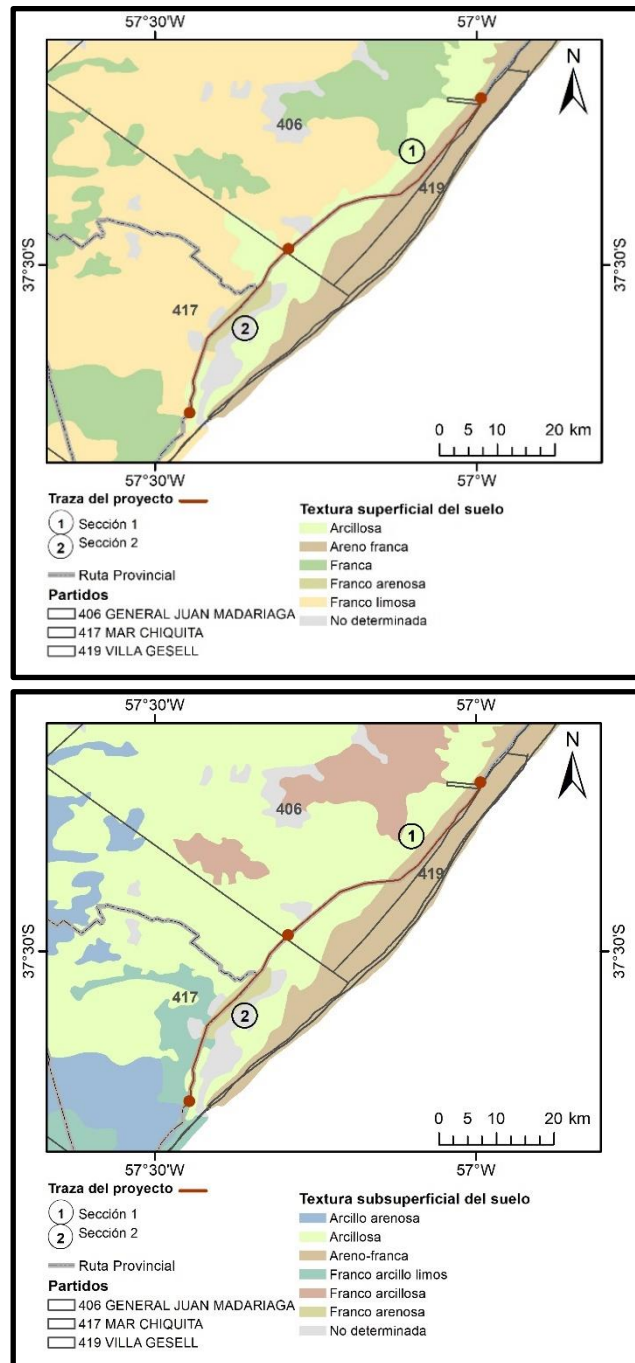 57°30'W 57°W
N
406
1
419
37°30'S 37°30'S
417
2
0 5 10 20 km
57°30'W 57°W
Traza del proyecto
1 Sección 1
2 Sección 2
Ruta Provincial
Partidos
406 GENERAL JUAN MADARIAGA
417 MAR CHIQUITA
419 VILLA GESELL
Textura superficial del suelo
Arcillosa
Areno franca
Franca
Franco arenosa
Franco limosa
No determinada
57°30'W 57°W
N
406
1
419
37°30'S 37°30'S
417
2
0 5 10 20 km
57°30'W 57°W
Traza del proyecto
1 Sección 1
2 Sección 2
Ruta Provincial
Partidos
406 GENERAL JUAN MADARIAGA
417 MAR CHIQUITA
419 VILLA GESELL
Textura subsuperficial del suelo
Arcillo arenosa
Arcillosa
Areno-franca
Franco arcillo limos
Franco arcillosa
Franco arenosa
No determinada